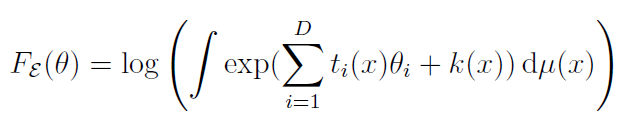 F_ℰ(θ) = log ( ∫ exp(∑_{i=1}^{D} t_i(x)θ_i + k(x)) dμ(x) )